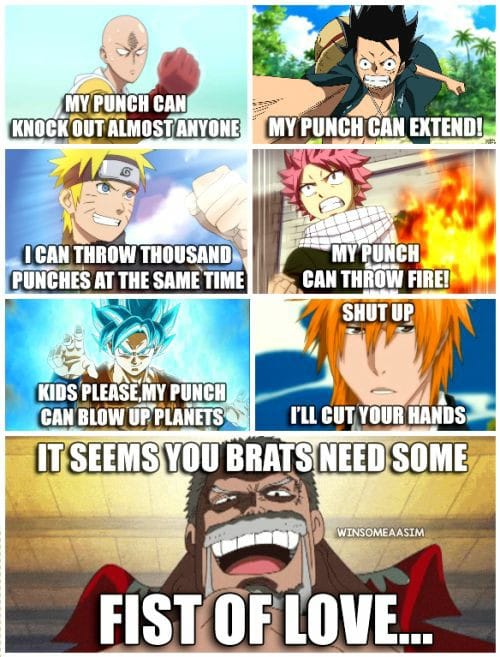 MY PUNCH CAN
KNOCK OUT ALMOST ANYONE
MY PUNCH CAN EXTEND!
I CAN THROW THOUSAND
PUNCHES AT THE SAME TIME
MY PUNCH
CAN THROW FIRE!
KIDS PLEASE,MY PUNCH
CAN BLOW UP PLANETS
SHUT UP
I'LL CUT YOUR HANDS
IT SEEMS YOU BRATS NEED SOME
WINSOMEAASIM
FIST OF LOVE...